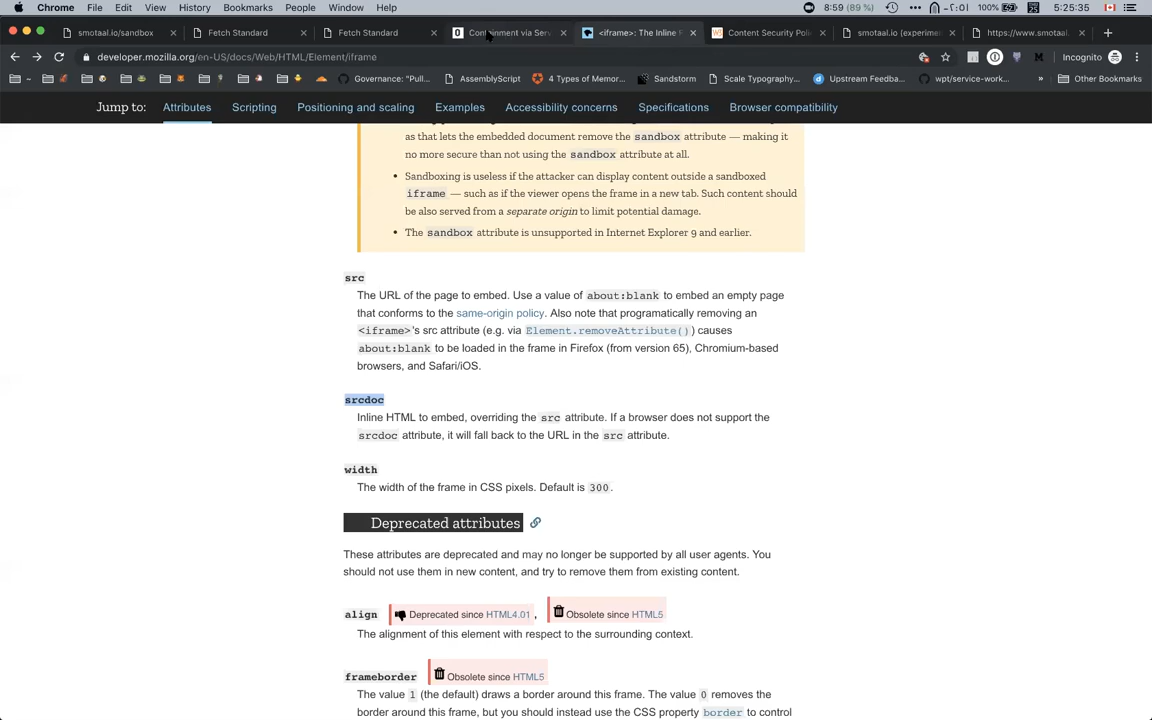 Chrome File Edit View History Bookmarks People Window Help 8:59 (89 %) 100% 5:25:35
smotaal.io/sandbox Fetch Standard Fetch Standard Containment via Serv <iframe>: The Inline F Content Security Polic smotaal.io (experimen https://www.smotaal.
developer.mozilla.org/en-US/docs/Web/HTML/Element/iframe Incognito
Governance: "Pull... AssemblyScript 4 Types of Memor... Sandstorm Scale Typography... Upstream Feedba... wpt/service-work... » Other Bookmarks
Jump to: Attributes Scripting Positioning and scaling Examples Accessibility concerns Specifications Browser compatibility
as that lets the embedded document remove the sandbox attribute — making it
no more secure than not using the sandbox attribute at all.
• Sandboxing is useless if the attacker can display content outside a sandboxed
iframe — such as if the viewer opens the frame in a new tab. Such content should
be also served from a separate origin to limit potential damage.
• The sandbox attribute is unsupported in Internet Explorer 9 and earlier.
src
The URL of the page to embed. Use a value of about:blank to embed an empty page
that conforms to the same-origin policy. Also note that programatically removing an
<iframe>'s src attribute (e.g. via Element.removeAttribute()) causes
about:blank to be loaded in the frame in Firefox (from version 65), Chromium-based
browsers, and Safari/iOS.
srcdoc
Inline HTML to embed, overriding the src attribute. If a browser does not support the
srcdoc attribute, it will fall back to the URL in the src attribute.
width
The width of the frame in CSS pixels. Default is 300.
Deprecated attributes
These attributes are deprecated and may no longer be supported by all user agents. You
should not use them in new content, and try to remove them from existing content.
align Deprecated since HTML4.01, Obsolete since HTML5
The alignment of this element with respect to the surrounding context.
frameborder Obsolete since HTML5
The value 1 (the default) draws a border around this frame. The value 0 removes the
border around this frame, but you should instead use the CSS property border to control